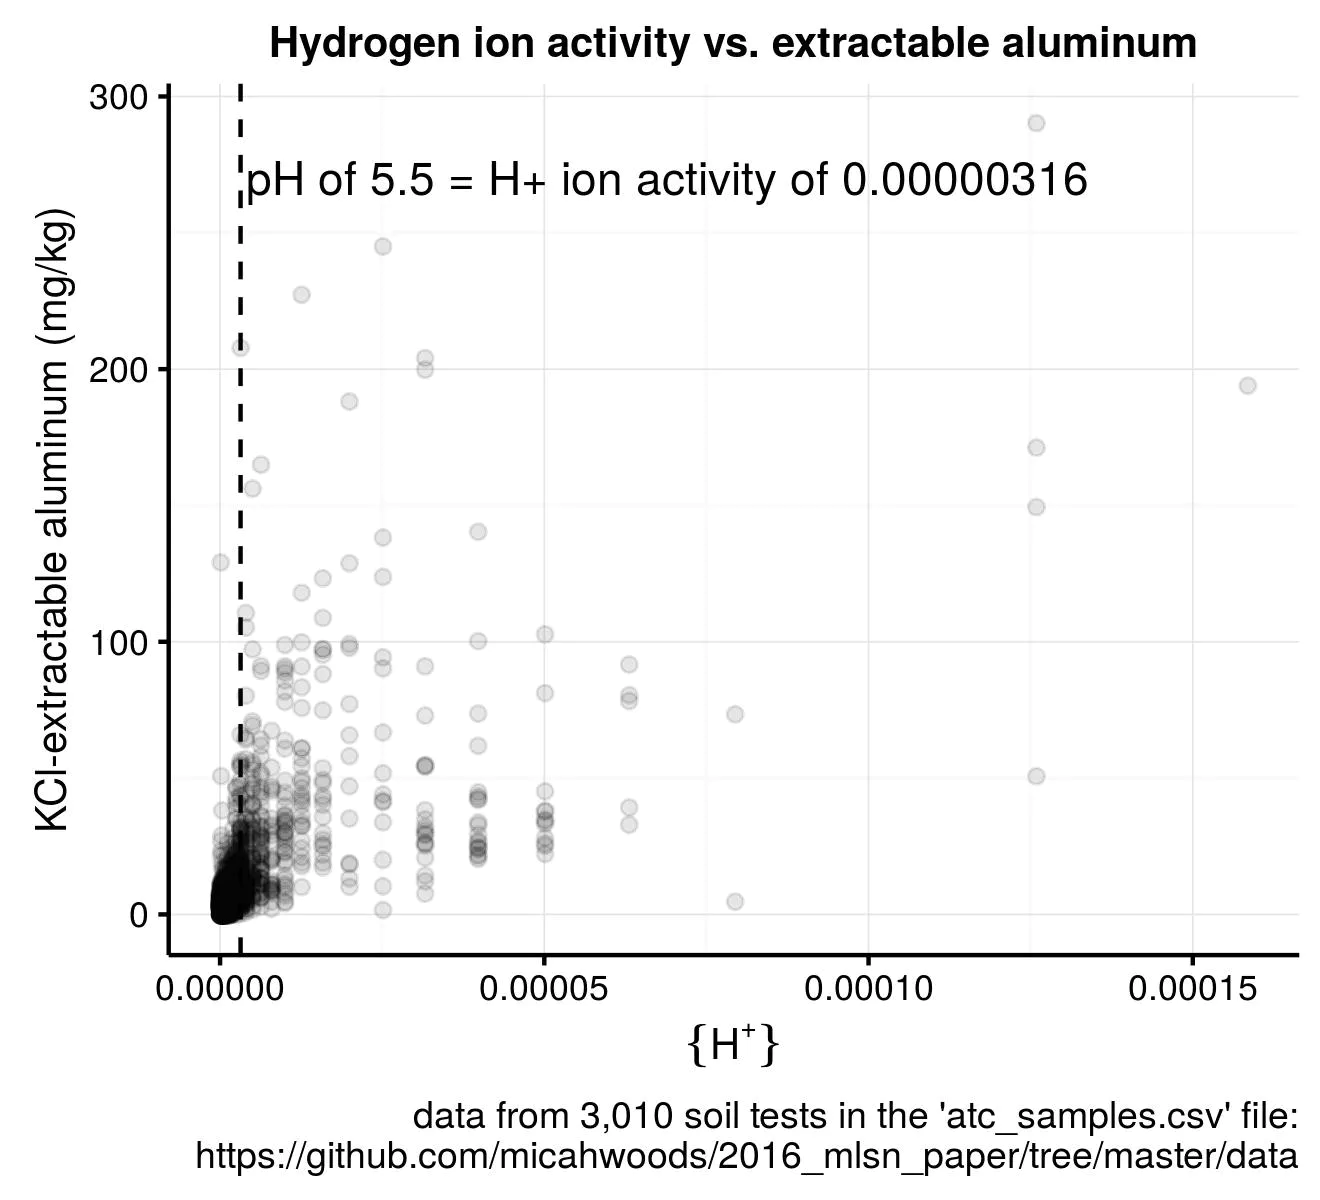 Hydrogen ion activity vs. extractable aluminum
300
pH of 5.5 = H+ ion activity of 0.00000316
KCl-extractable aluminum (mg/kg)
200
100
0
0.00000 0.00005 0.00010 0.00015
{H⁺}
data from 3,010 soil tests in the 'atc_samples.csv' file:
https://github.com/micahwoods/2016_mlsn_paper/tree/master/data